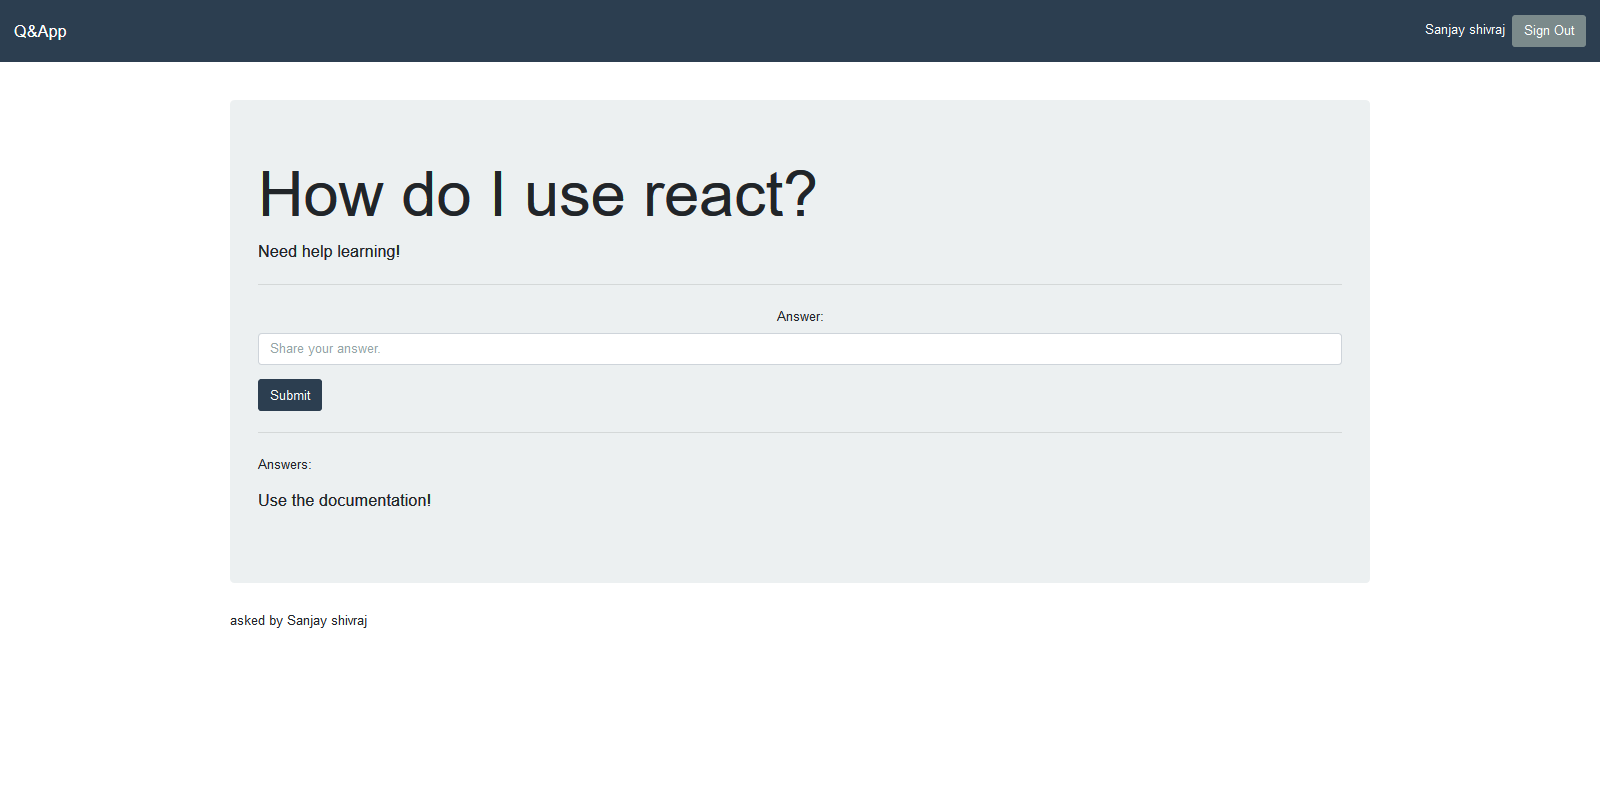 Q&App
Sanjay shivraj
Sign Out
How do I use react?
Need help learning!
Answer:
Share your answer.
Submit
Answers:
Use the documentation!
asked by Sanjay shivraj